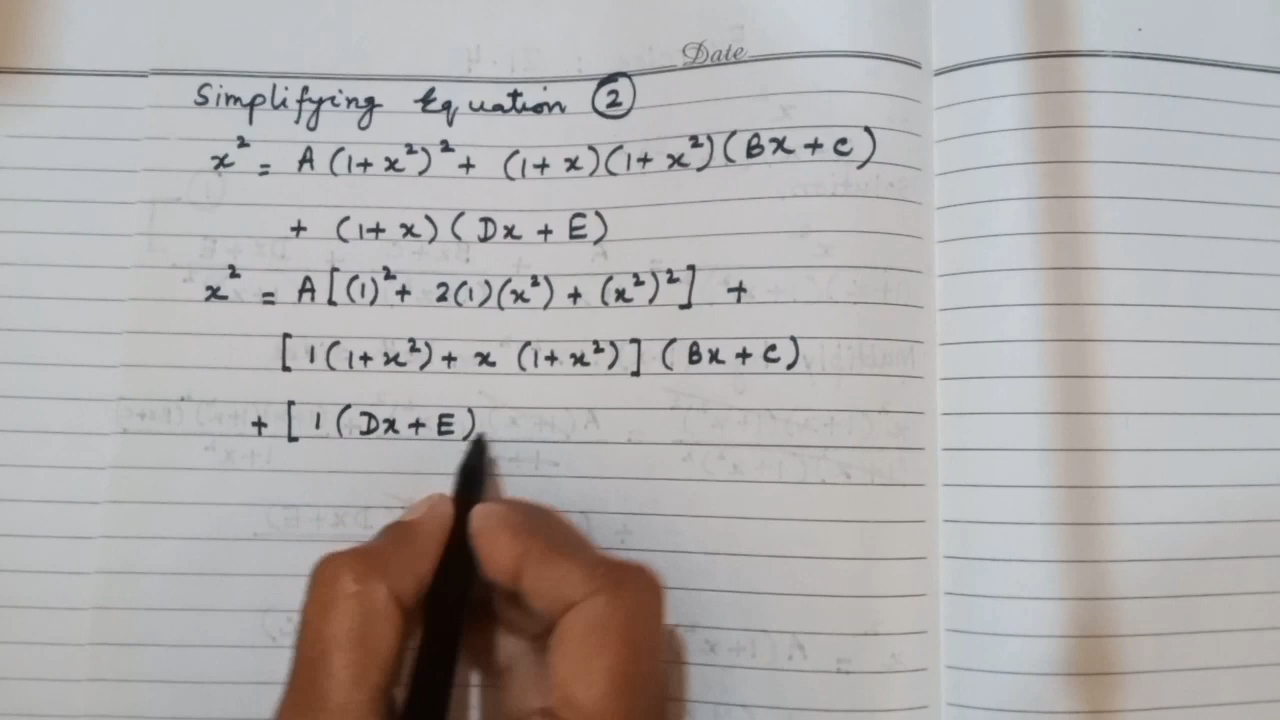 Date
Simplifying Equation ②
x² = A(1+x²)² + (1+x)(1+x²)(Bx+C)
+ (1+x)(Dx+E)
x² = A[(1)² + 2(1)(x²) + (x²)²] +
[1(1+x²) + x (1+x²)] (Bx+C)
+ [1(Dx+E)